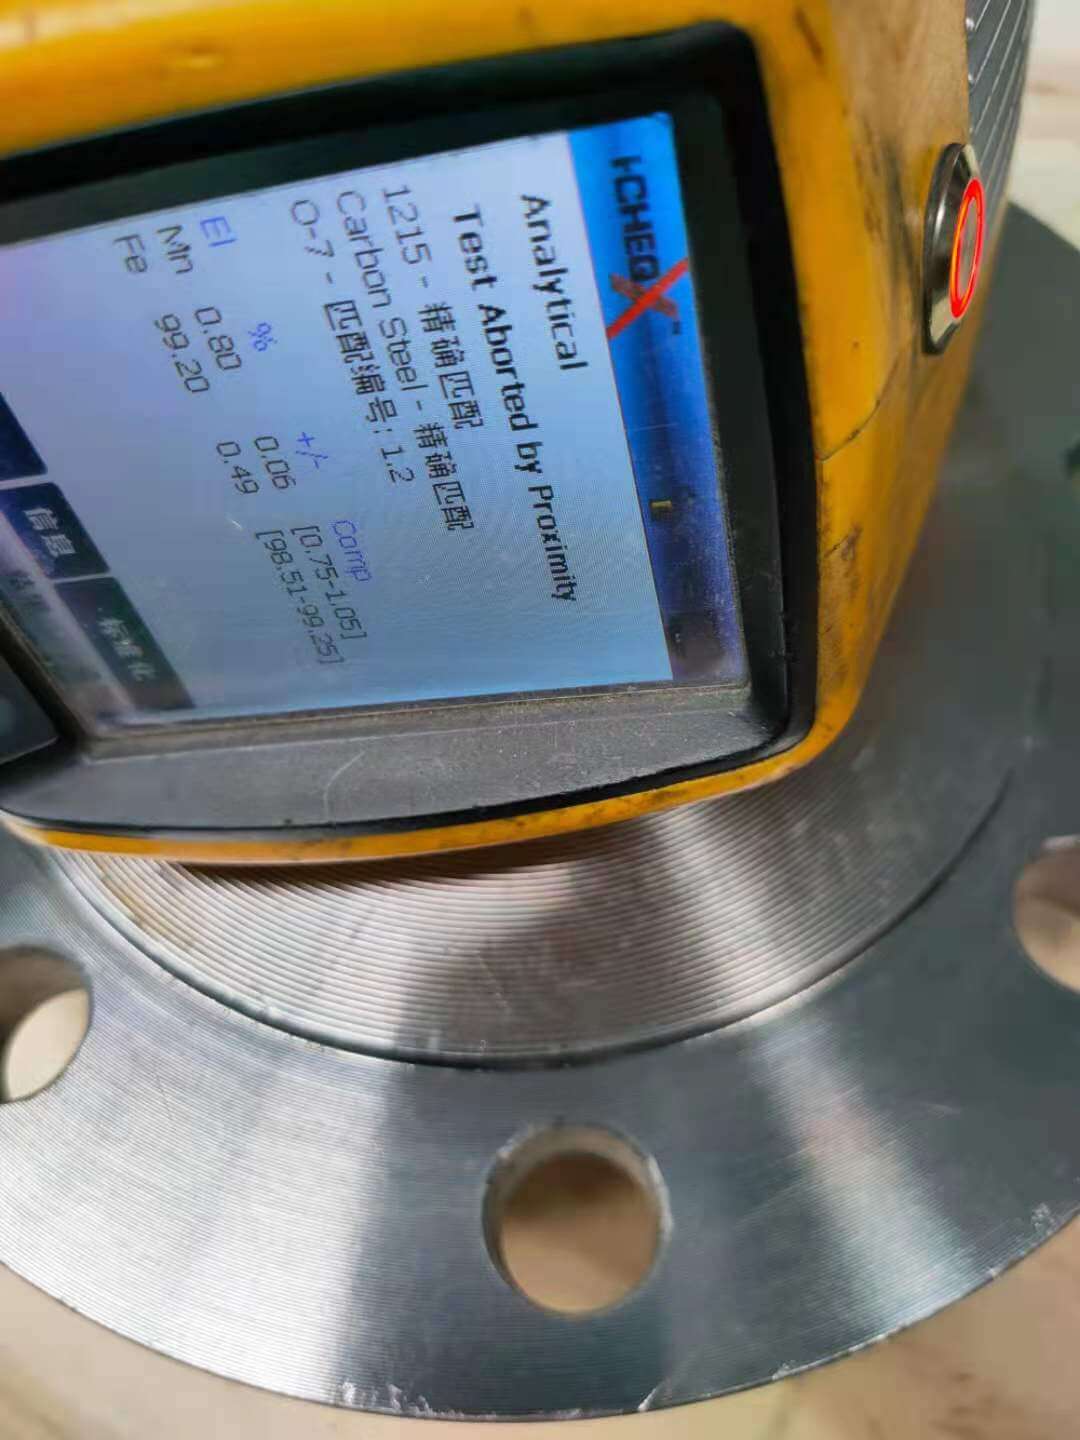 i-CHEQX™
Analytical
Test Aborted by Proximity
1215 - 精确匹配
Carbon Steel - 精确匹配
O-7 - 匹配编号: 1.2
El % +/- Comp
Mn 0.80 0.06 [0.75-1.05]
Fe 99.20 0.49 [98.51-99.25]
信息
标准化